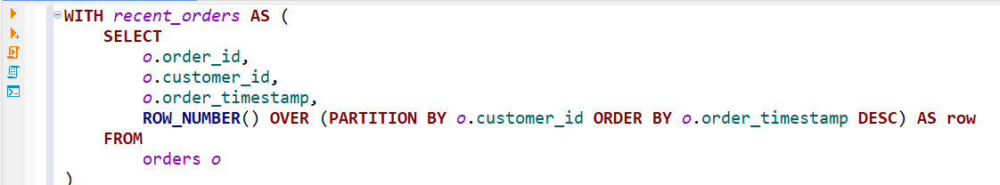 WITH recent_orders AS (
    SELECT
        o.order_id,
        o.customer_id,
        o.order_timestamp,
        ROW_NUMBER() OVER (PARTITION BY o.customer_id ORDER BY o.order_timestamp DESC) AS row
    FROM
        orders o
)